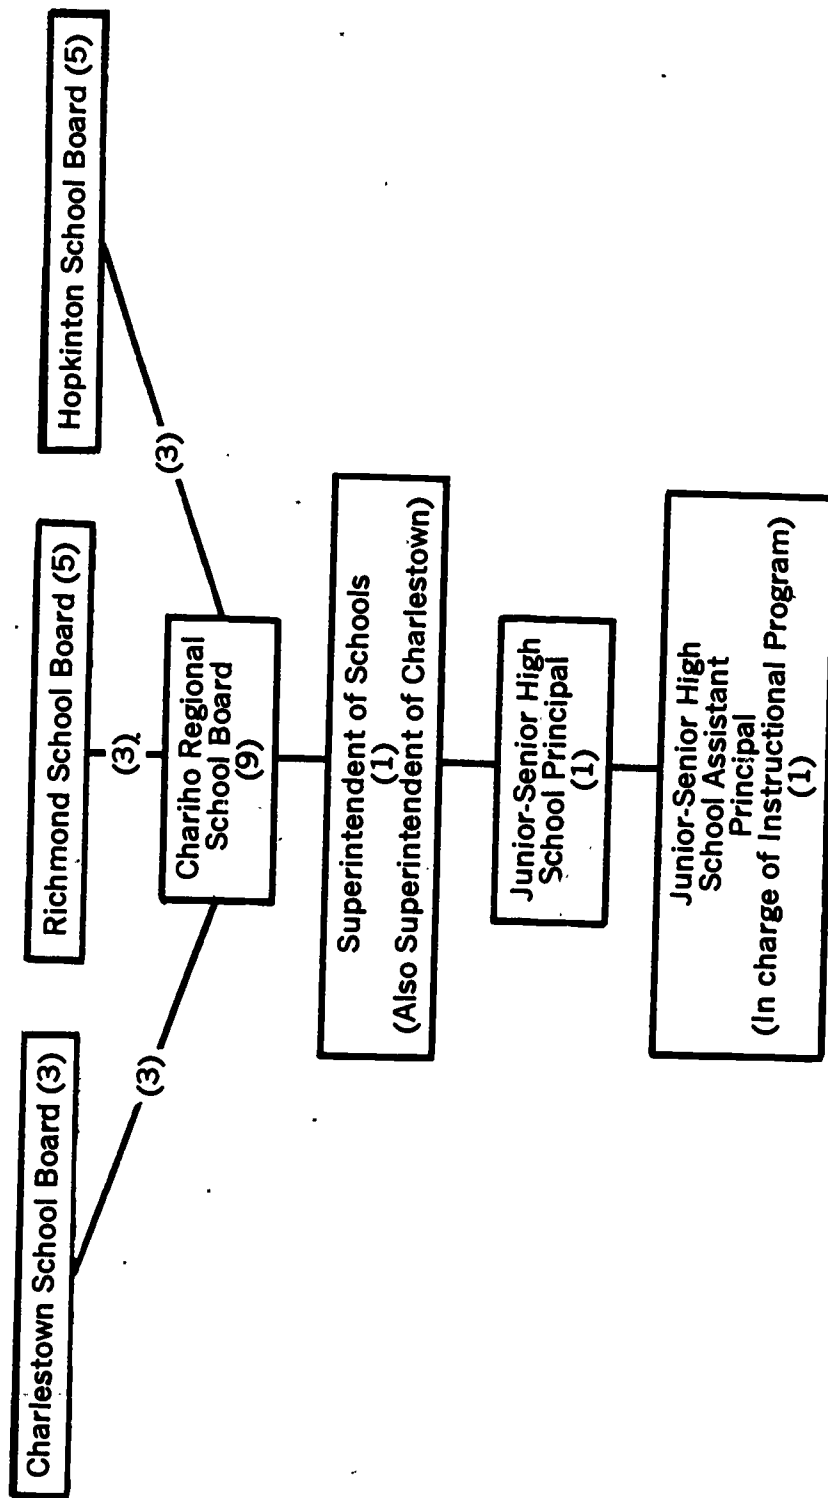 Charlestown School Board (3)
Richmond School Board (5)
Hopkinton School Board (5)
(3)
(3)
(3)
Chariho Regional
School Board
(9)
Superintendent of Schools
(1)
(Also Superintendent of Charlestown)
Junior-Senior High
School Principal
(1)
Junior-Senior High
School Assistant
Principal
(In charge of Instructional Program)
(1)